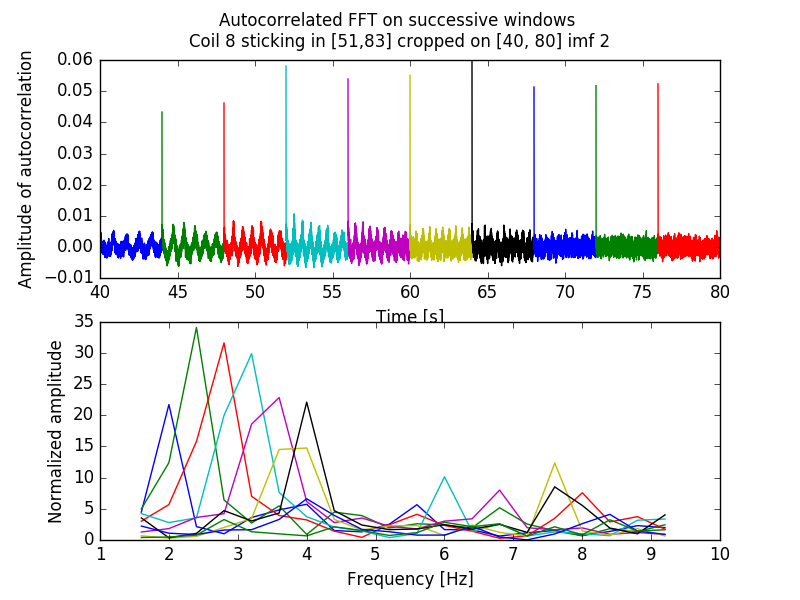 Autocorrelated FFT on successive windows
Coil 8 sticking in [51,83] cropped on [40, 80] imf 2
Amplitude of autocorrelation
0.06
0.05
0.04
0.03
0.02
0.01
0.00
−0.01
40 45 50 55 60 65 70 75 80
Time [s]
Normalized amplitude
35
30
25
20
15
10
5
0
1 2 3 4 5 6 7 8 9 10
Frequency [Hz]